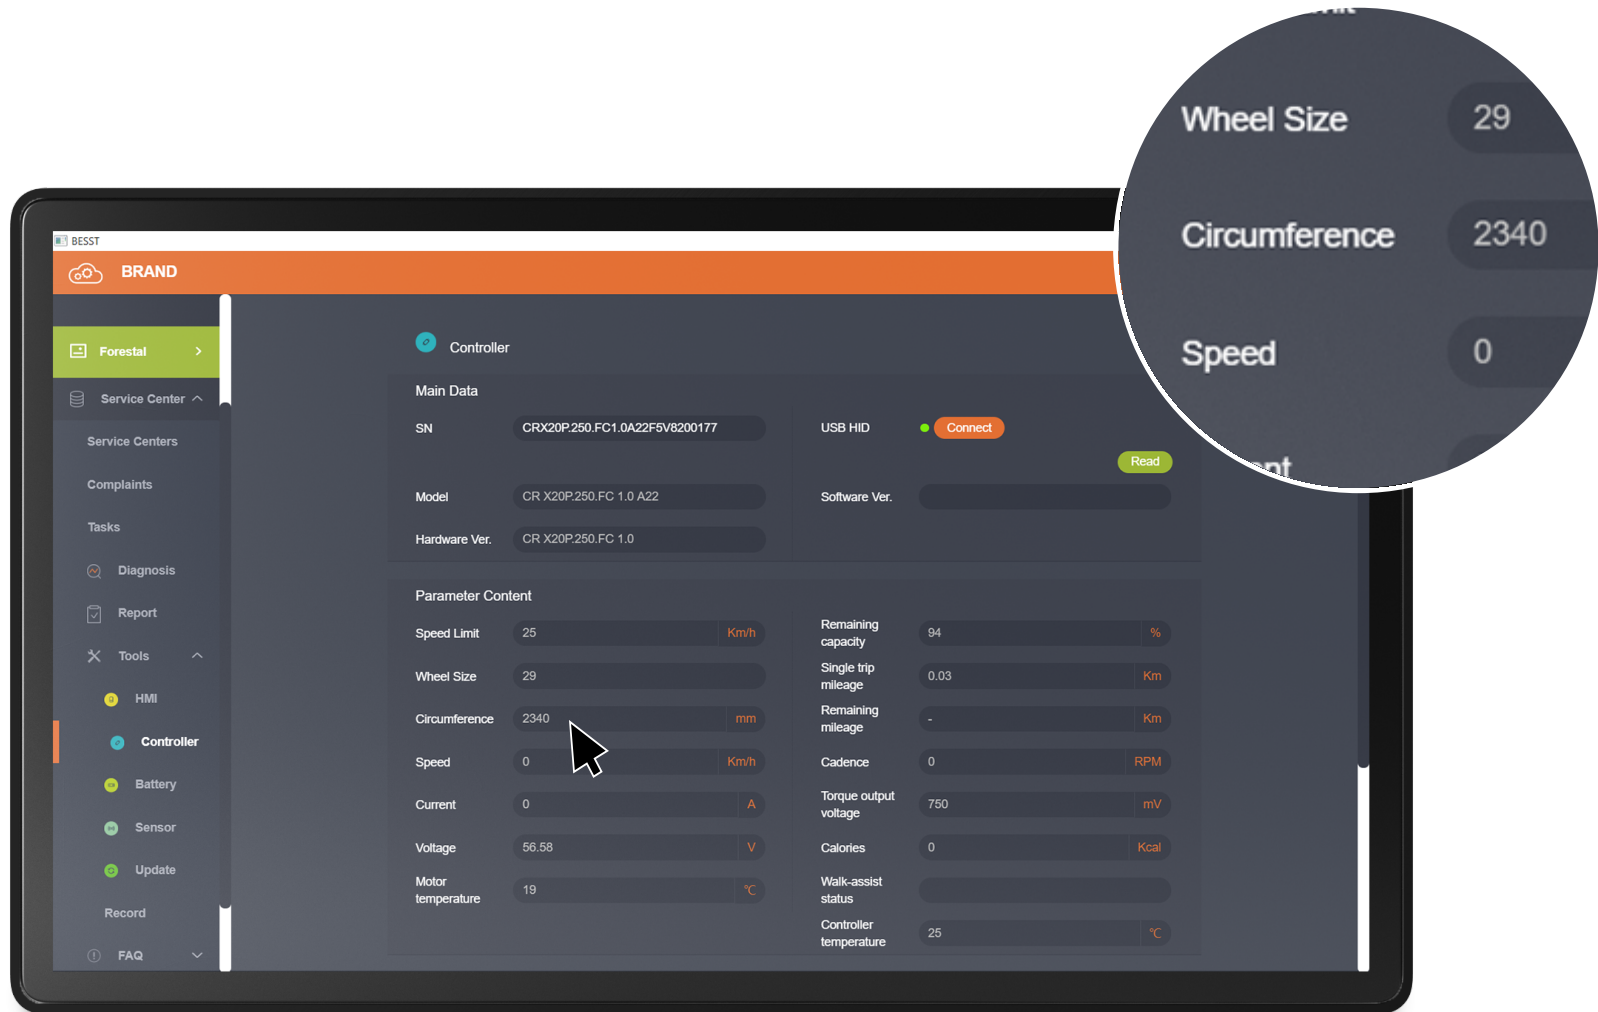 Wheel Size 29
Circumference 2340
Speed 0
BESST
BRAND
Forestal
Service Center
Service Centers
Complaints
Tasks
Diagnosis
Report
Tools
HMI
Controller
Battery
Sensor
Update
Record
FAQ
Controller
Main Data
SN CRX20P.250.FC1.0A22F5V8200177
USB HID Connect
Read
Model CR X20P.250.FC 1.0 A22
Software Ver.
Hardware Ver. CR X20P.250.FC 1.0
Parameter Content
Speed Limit 25 Km/h
Wheel Size 29
Circumference 2340 mm
Speed 0 Km/h
Current 0 A
Voltage 56.58 V
Motor
temperature 19 °C
Remaining
capacity 94 %
Single trip
mileage 0.03 Km
Remaining
mileage - Km
Cadence 0 RPM
Torque output
voltage 750 mV
Calories 0 Kcal
Walk-assist
status
Controller
temperature 25 °C